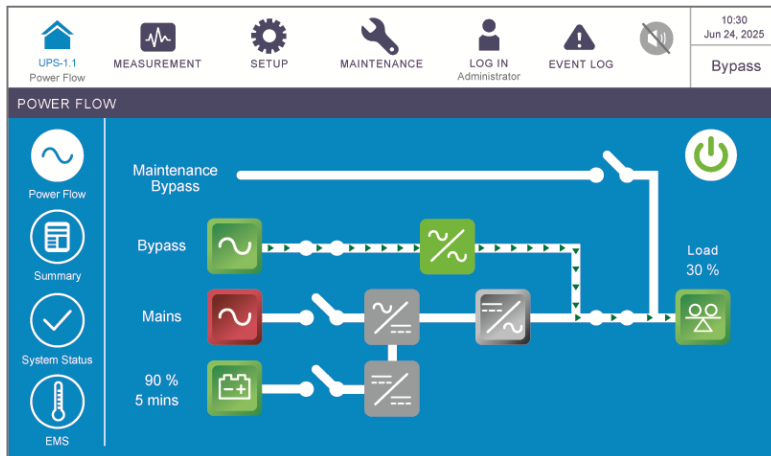 10:30
Jun 24, 2025
UPS-1.1
Power Flow
MEASUREMENT
SETUP
MAINTENANCE
LOG IN
Administrator
EVENT LOG
Bypass
POWER FLOW
Power Flow
Summary
System Status
EMS
Maintenance
Bypass
Bypass
Mains
90 %
5 mins
Load
30 %